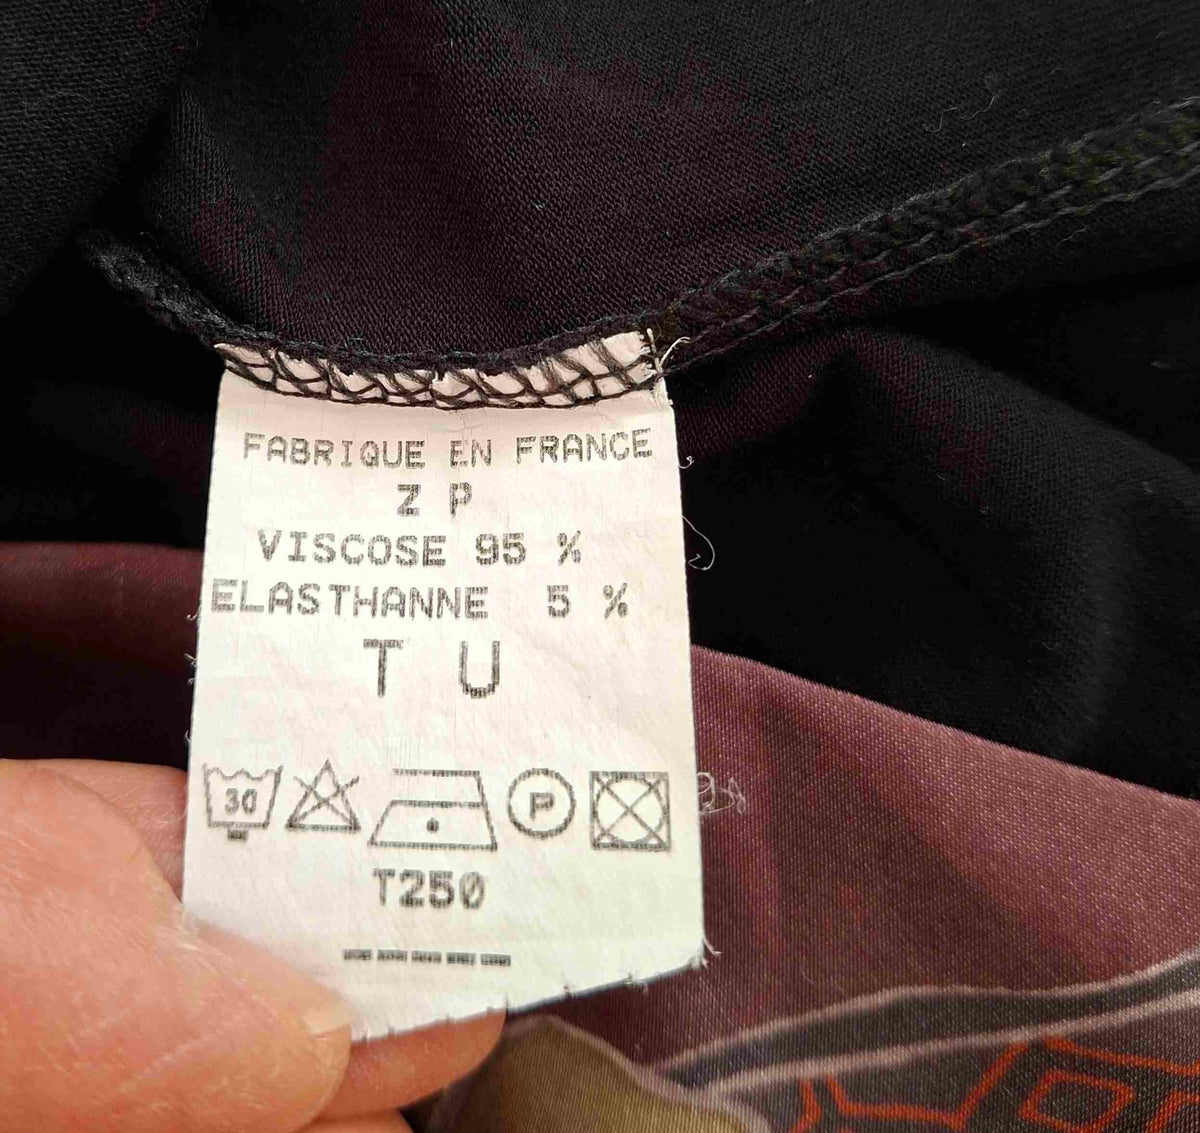 FABRIQUE EN FRANCE
Z P
VISCOSE 95 %
ELASTHANNE 5 %
T U
30 P
T250